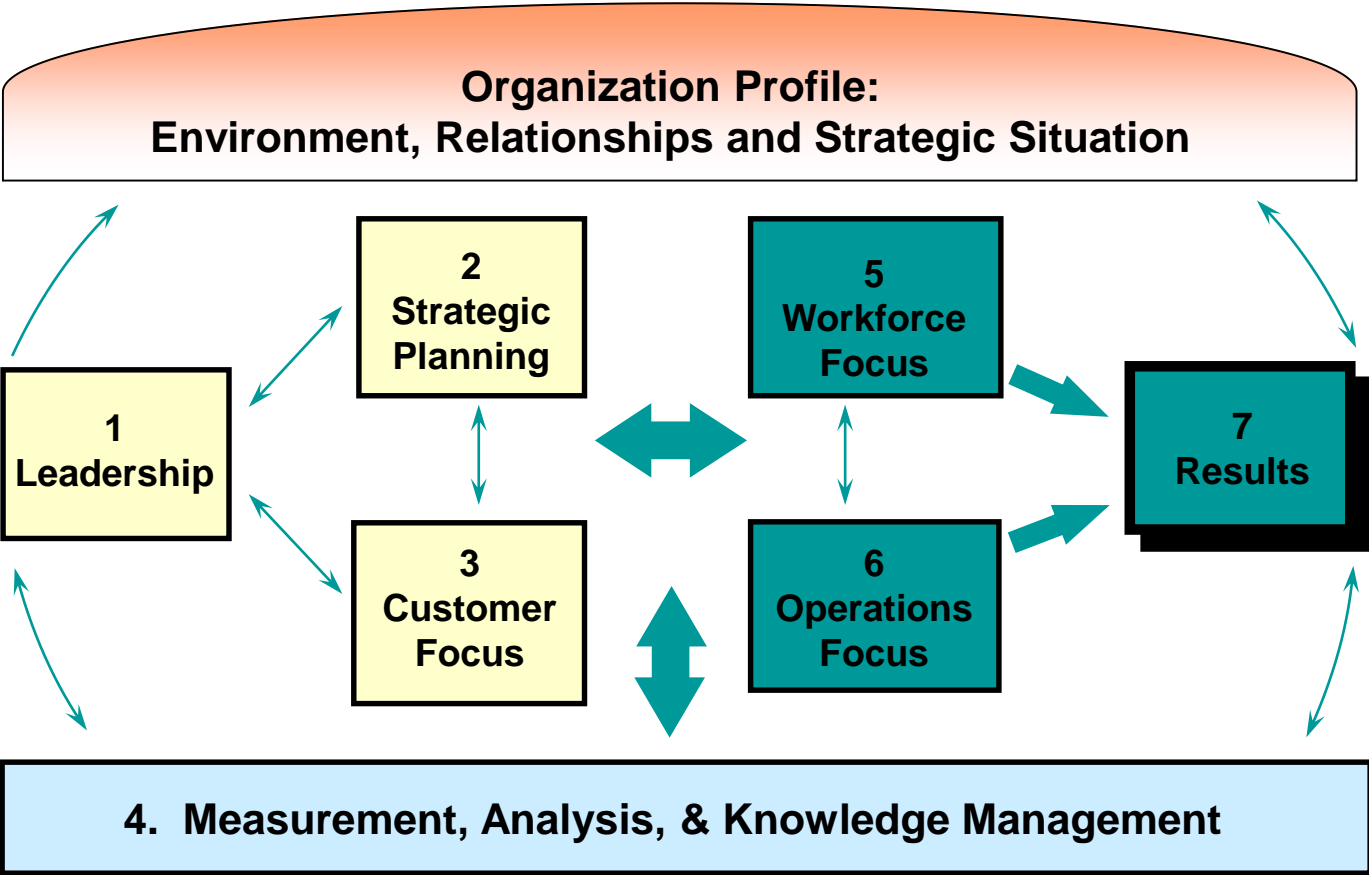 Organization Profile:
Environment, Relationships and Strategic Situation
1
Leadership
2
Strategic
Planning
3
Customer
Focus
5
Workforce
Focus
6
Operations
Focus
7
Results
4. Measurement, Analysis, & Knowledge Management